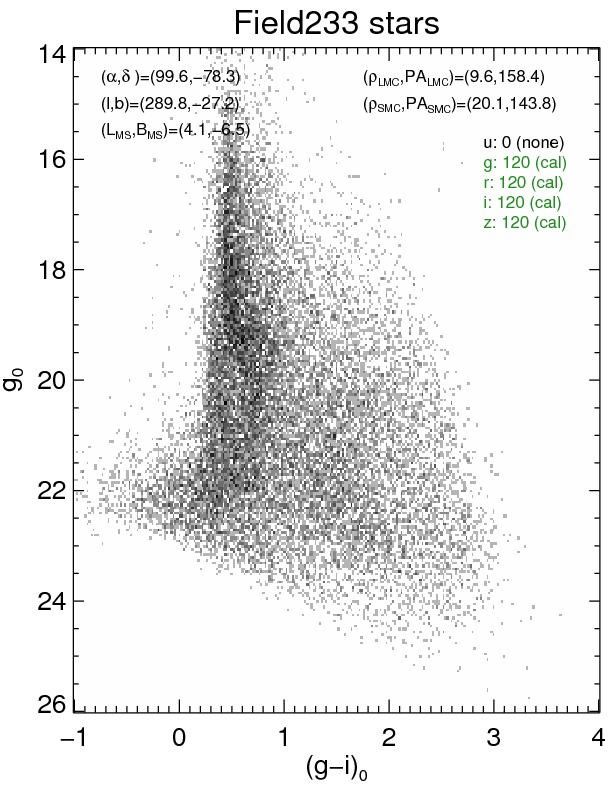 Field233 stars
(α,δ)=(99.6,−78.3)
(ρLMC,PALMC)=(9.6,158.4)
(l,b)=(289.8,−27.2)
(ρSMC,PASMC)=(20.1,143.8)
(LMS,BMS)=(4.1,−6.5)
u: 0 (none)
g: 120 (cal)
r: 120 (cal)
i: 120 (cal)
z: 120 (cal)
14
16
18
20
22
24
26
g0
−1 0 1 2 3 4
(g−i)0